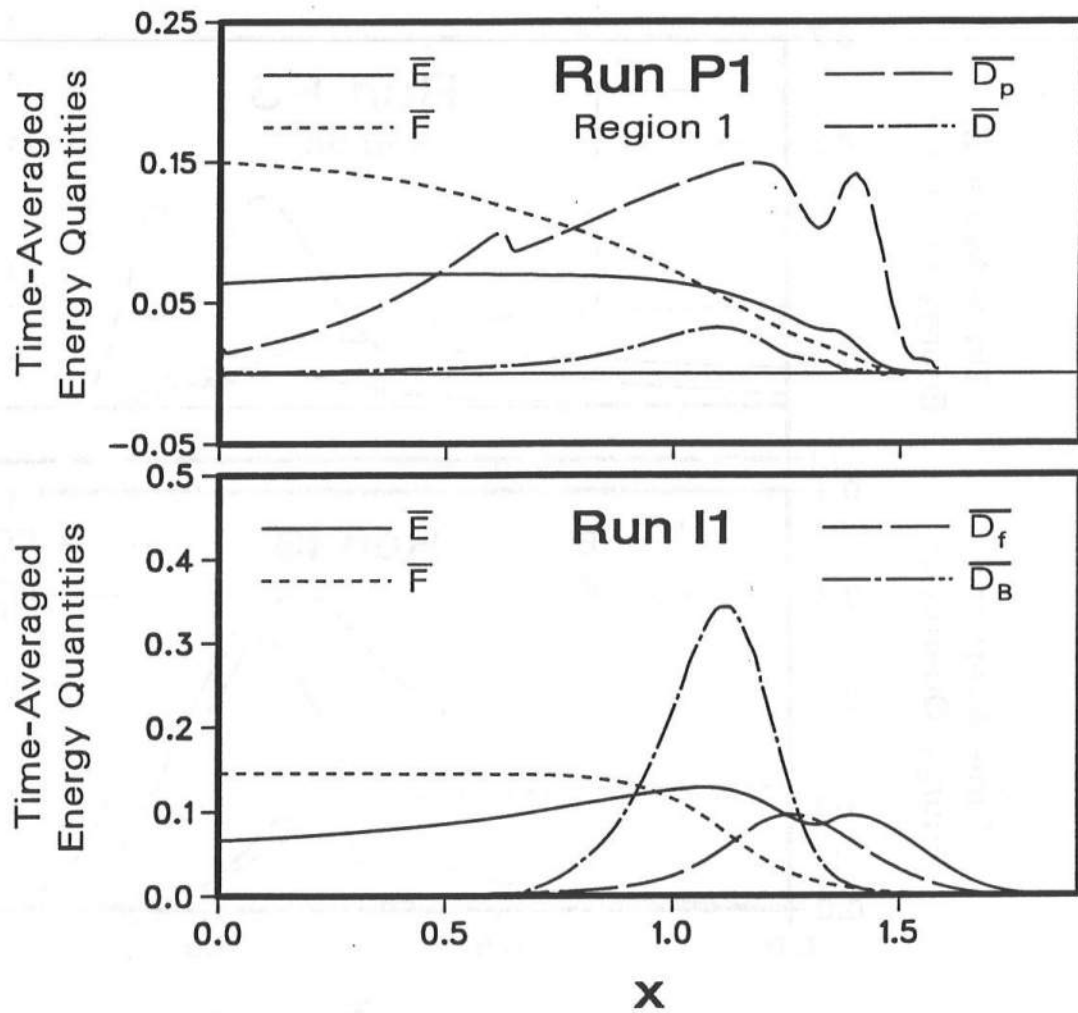 0.25
0.15
0.05
−0.05
Time-Averaged
Energy Quantities
E̅
F̅
Run P1
Region 1
D̅p̅
D̅
0.5
0.4
0.3
0.2
0.1
0.0
Time-Averaged
Energy Quantities
E̅
F̅
Run I1
D̅f̅
D̅B̅
0.0
0.5
1.0
1.5
X